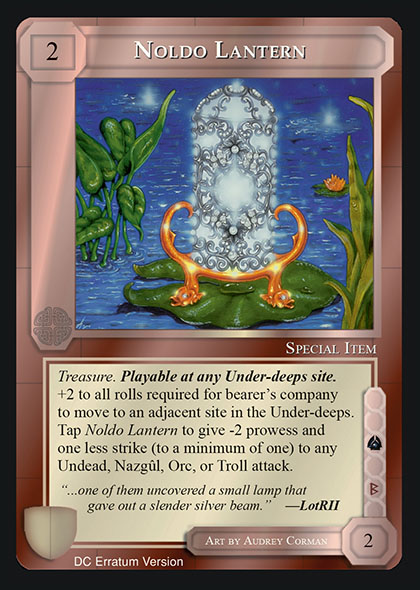 2
Noldo Lantern
Special Item
Treasure. Playable at any Under-deeps site.
+2 to all rolls required for bearer's company
to move to an adjacent site in the Under-deeps.
Tap Noldo Lantern to give -2 prowess and
one less strike (to a minimum of one) to any
Undead, Nazgûl, Orc, or Troll attack.
"...one of them uncovered a small lamp that
gave out a slender silver beam." —LotRII
Art by Audrey Corman
2
DC Erratum Version